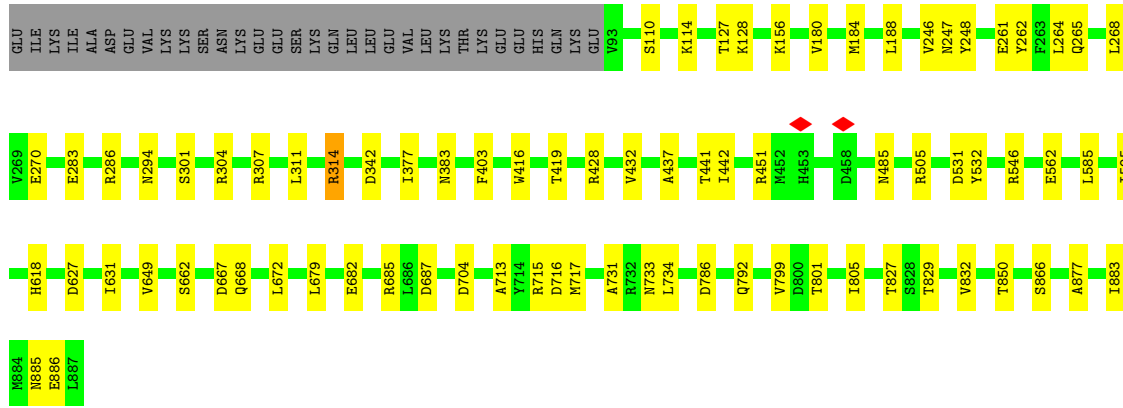 GLU ILE LYS ILE ALA ASP GLU VAL LYS LYS SER ASN LYS GLU GLU SER LYS GLN LEU LEU GLU VAL LEU LYS THR LYS GLU GLU HIS GLN LYS GLU V93 S110 K114 T127 K128 K156 V180 M184 L188 V246 N247 Y248 E261 Y262 F263 L264 Q265 L268
V269 E270 E283 R286 N294 S301 R304 R307 L311 R314 D342 I377 N383 F403 W416 T419 R428 V432 A437 T441 I442 R451 M452 H453 D458 N485 R505 D531 Y532 R546 E562 L585
H618 D627 I631 V649 S662 D667 Q668 L672 L679 E682 R685 L686 D687 D704 A713 Y714 R715 D716 M717 A731 R732 N733 L734 D786 Q792 V799 D800 T801 I805 T827 S828 T829 V832 T850 S866 A877 I883
M884 N885 E886 L887